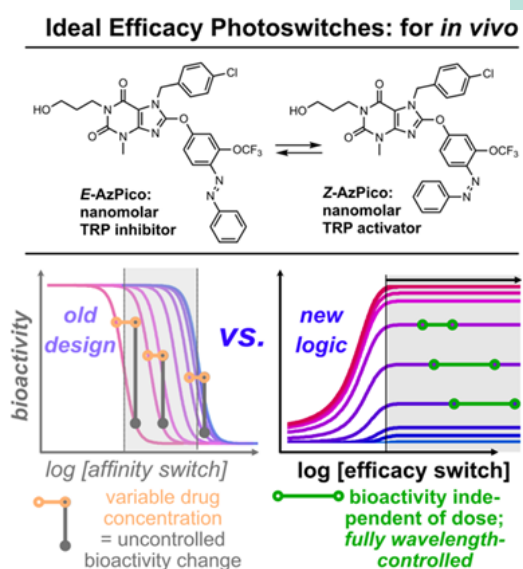 Ideal Efficacy Photoswitches: for in vivo
Cl
HO
O
N
N
O
N
N
O
OCF3
N
N
E-AzPico:
nanomolar
TRP inhibitor
Cl
HO
O
N
N
O
N
N
O
OCF3
N
N
Z-AzPico:
nanomolar
TRP activator
bioactivity
old
design
log [affinity switch]
vs.
new
logic
log [efficacy switch]
variable drug
concentration
= uncontrolled
bioactivity change
bioactivity inde-
pendent of dose;
fully wavelength-
controlled